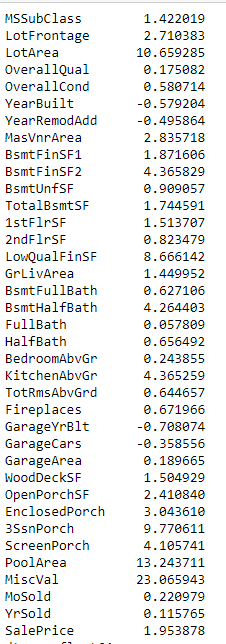 MSSubClass 1.422019
LotFrontage 2.710383
LotArea 10.659285
OverallQual 0.175082
OverallCond 0.580714
YearBuilt -0.579204
YearRemodAdd -0.495864
MasVnrArea 2.835718
BsmtFinSF1 1.871606
BsmtFinSF2 4.365829
BsmtUnfSF 0.909057
TotalBsmtSF 1.744591
1stFlrSF 1.513707
2ndFlrSF 0.823479
LowQualFinSF 8.666142
GrLivArea 1.449952
BsmtFullBath 0.627106
BsmtHalfBath 4.264403
FullBath 0.057809
HalfBath 0.656492
BedroomAbvGr 0.243855
KitchenAbvGr 4.365259
TotRmsAbvGrd 0.644657
Fireplaces 0.671966
GarageYrBlt -0.708074
GarageCars -0.358556
GarageArea 0.189665
WoodDeckSF 1.504929
OpenPorchSF 2.410840
EnclosedPorch 3.043610
3SsnPorch 9.770611
ScreenPorch 4.105741
PoolArea 13.243711
MiscVal 23.065943
MoSold 0.220979
YrSold 0.115765
SalePrice 1.953878